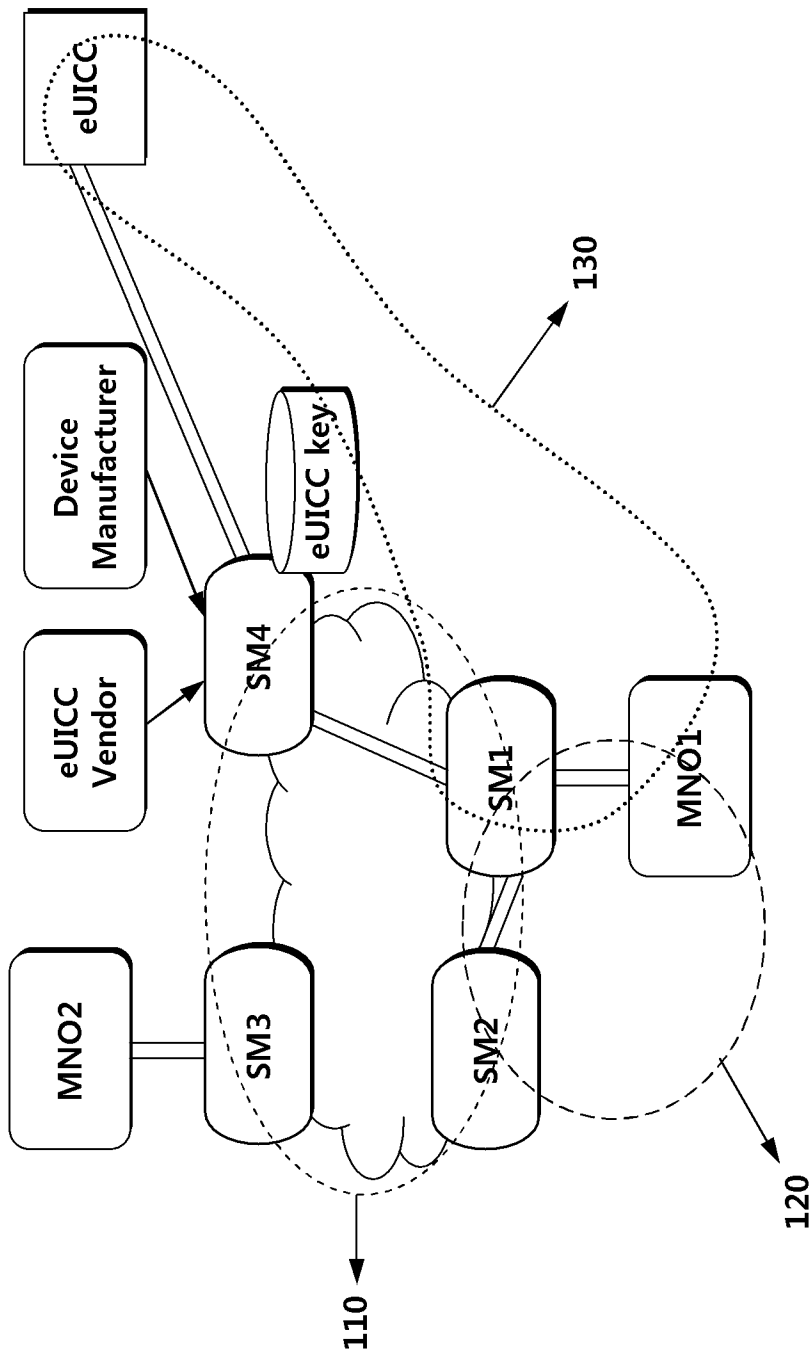 MNO2
eUICC
Vendor
Device
Manufacturer
eUICC
SM3
SM4
eUICC key
110
SM2
SM1
130
MNO1
120